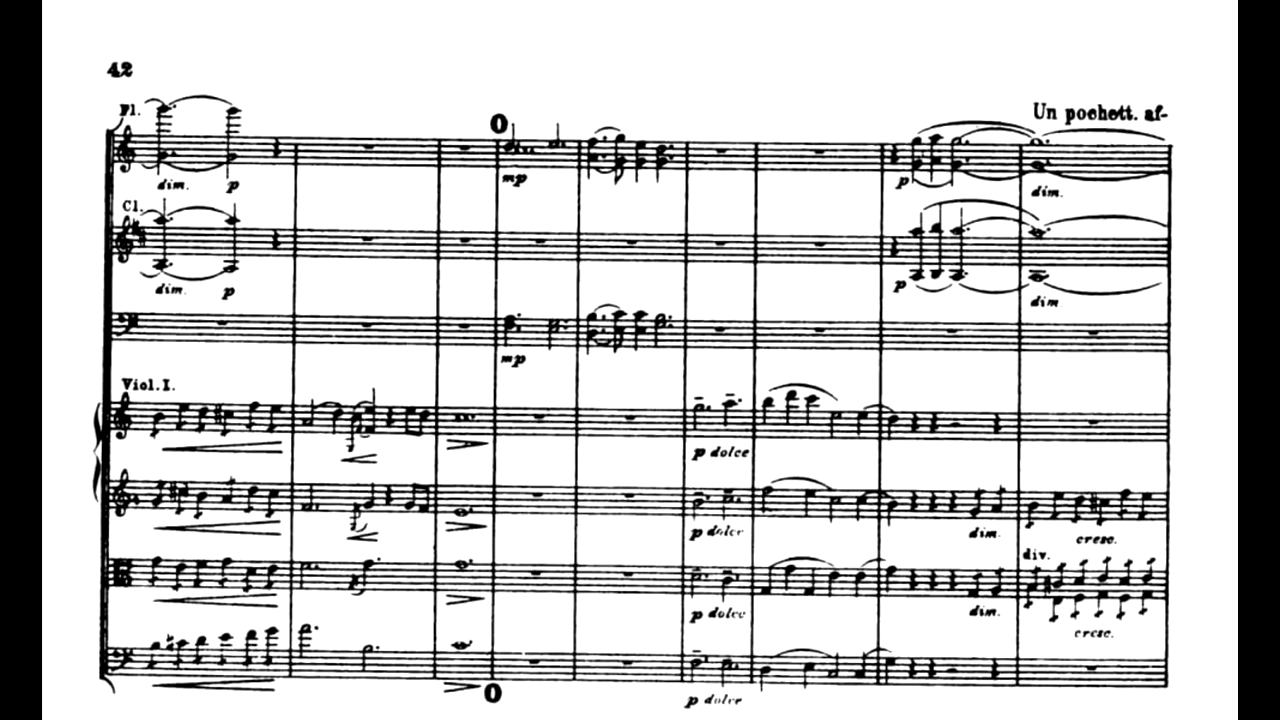 42
Fl.
O
Un pochett. af-
dim. p
mp
p
dim.
Cl.
dim. p
p
dim
mp
Viol. I.
p dolce
p dolce
dim.
cresc.
div.
p dolce
dim.
cresc.
O
p dolce